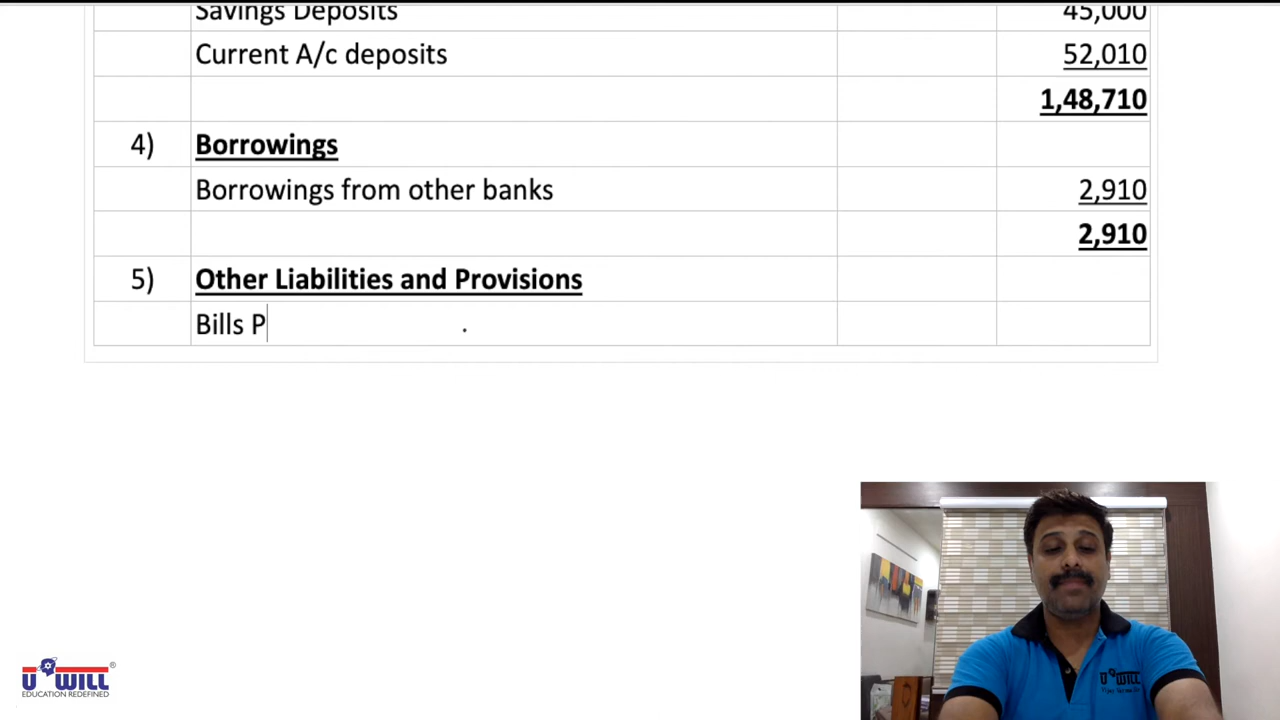 Savings Deposits 45,000
Current A/c deposits 52,010
1,48,710
4) Borrowings
Borrowings from other banks 2,910
2,910
5) Other Liabilities and Provisions
Bills P
U WILL
EDUCATION REDEFINED
®
U WILL